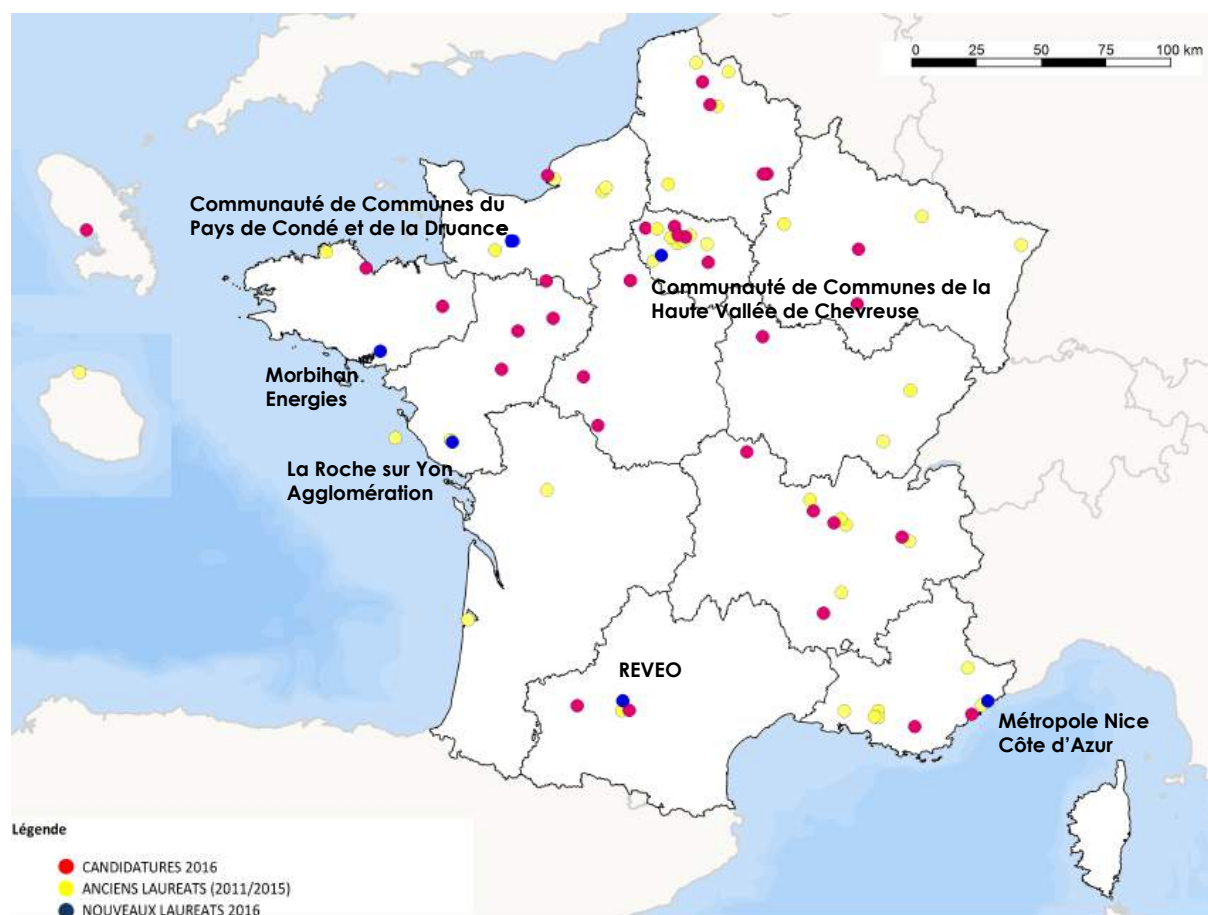 0 25 50 75 100 km
Communauté de Communes du
Pays de Condé et de la Druance
Communauté de Communes de la
Haute Vallée de Chevreuse
Morbihan
Energies
La Roche sur Yon
Agglomération
REVEO
Métropole Nice
Côte d’Azur
Légende
CANDIDATURES 2016
ANCIENS LAUREATS (2011/2015)
NOUVEAUX LAUREATS 2016